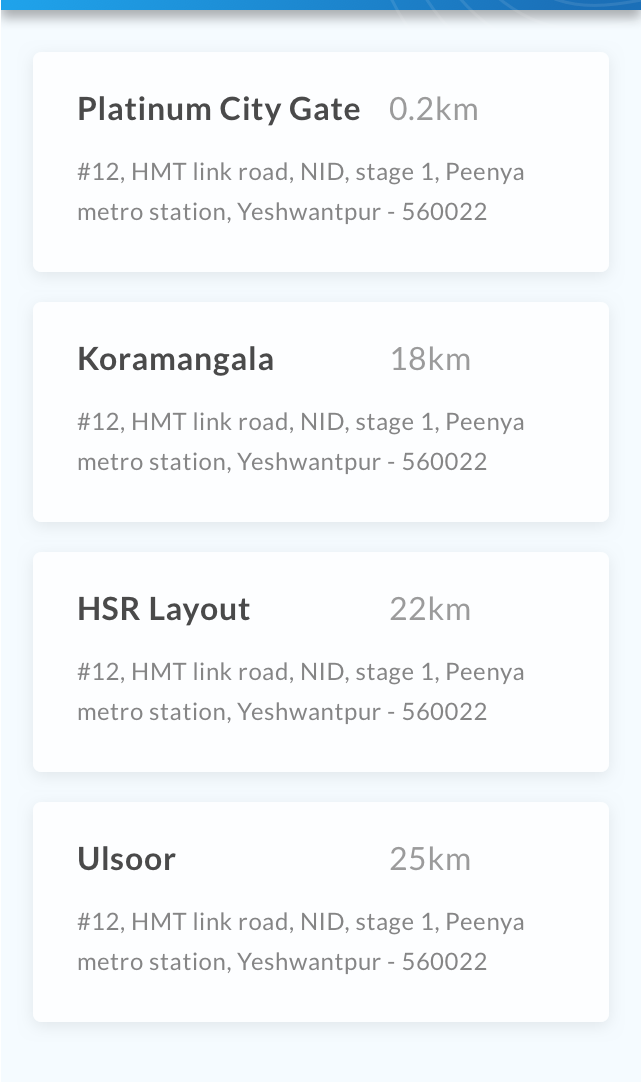 Platinum City Gate 0.2km
#12, HMT link road, NID, stage 1, Peenya
metro station, Yeshwantpur - 560022
Koramangala 18km
#12, HMT link road, NID, stage 1, Peenya
metro station, Yeshwantpur - 560022
HSR Layout 22km
#12, HMT link road, NID, stage 1, Peenya
metro station, Yeshwantpur - 560022
Ulsoor 25km
#12, HMT link road, NID, stage 1, Peenya
metro station, Yeshwantpur - 560022